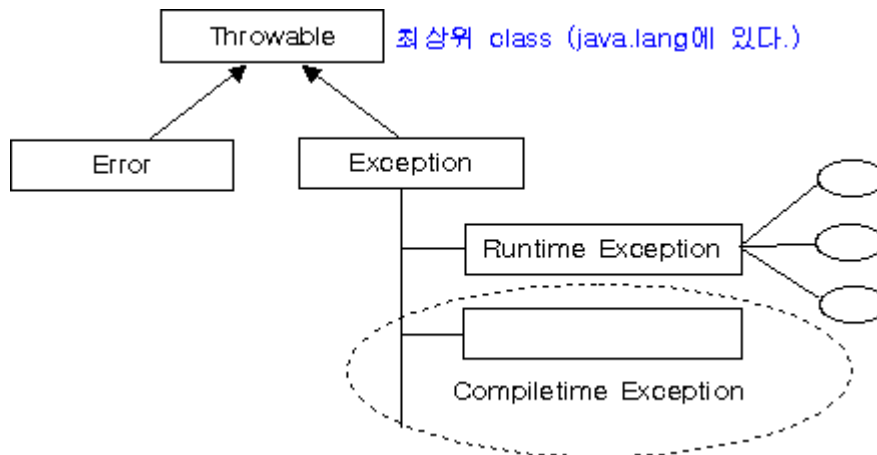 Throwable 최상위 class (java.lang에 있다.)
Error
Exception
Runtime Exception
Compiletime Exception